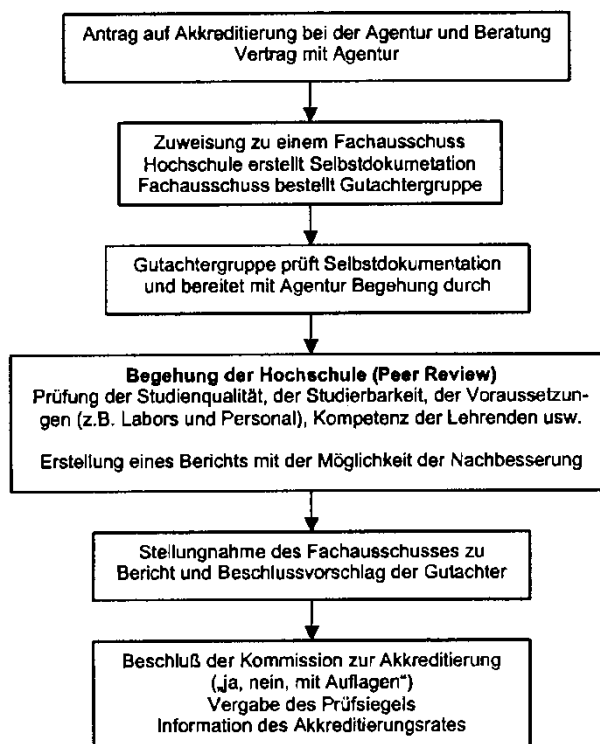 Antrag auf Akkreditierung bei der Agentur und Beratung
Vertrag mit Agentur
Zuweisung zu einem Fachausschuss
Hochschule erstellt Selbstdokumetation
Fachausschuss bestellt Gutachtergruppe
Gutachtergruppe prüft Selbstdokumentation
und bereitet mit Agentur Begehung durch
Begehung der Hochschule (Peer Review)
Prüfung der Studienqualität, der Studierbarkeit, der Voraussetzun-
gen (z.B. Labors und Personal), Kompetenz der Lehrenden usw.
Erstellung eines Berichts mit der Möglichkeit der Nachbesserung
Stellungnahme des Fachausschusses zu
Bericht und Beschlussvorschlag der Gutachter
Beschluß der Kommission zur Akkreditierung
(„ja, nein, mit Auflagen“)
Vergabe des Prüfsiegels
Information des Akkreditierungsrates